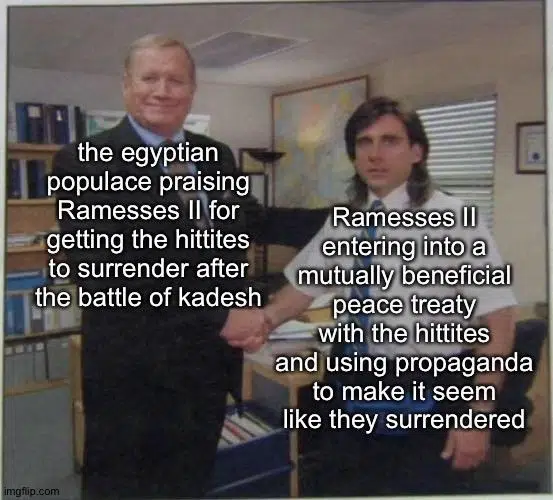 the egyptian
populace praising
Ramesses II for
getting the hittites
to surrender after
the battle of kadesh
Ramesses II
entering into a
mutually beneficial
peace treaty
with the hittites
and using propaganda
to make it seem
like they surrendered
imgflip.com